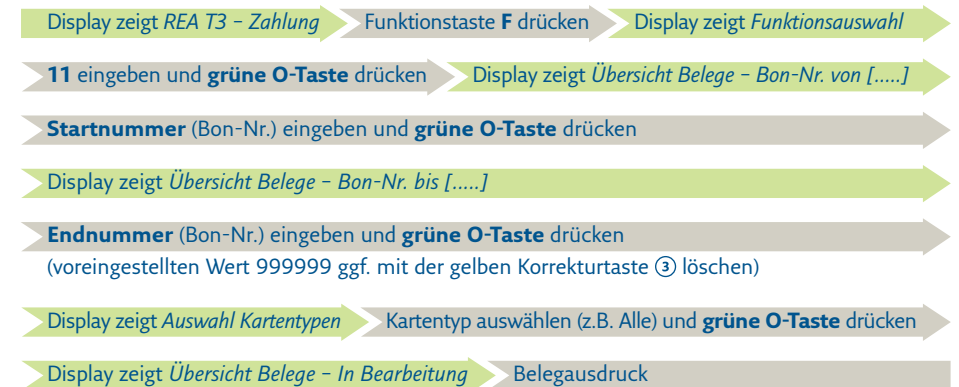 Display zeigt REA T3 – Zahlung Funktionstaste F drücken Display zeigt Funktionsauswahl
11 eingeben und grüne O-Taste drücken Display zeigt Übersicht Belege – Bon-Nr. von [.....]
Startnummer (Bon-Nr.) eingeben und grüne O-Taste drücken
Display zeigt Übersicht Belege – Bon-Nr. bis [.....]
Endnummer (Bon-Nr.) eingeben und grüne O-Taste drücken
(voreingestellten Wert 999999 ggf. mit der gelben Korrekturtaste ③ löschen)
Display zeigt Auswahl Kartentypen Kartentyp auswählen (z.B. Alle) und grüne O-Taste drücken
Display zeigt Übersicht Belege – In Bearbeitung Belegausdruck